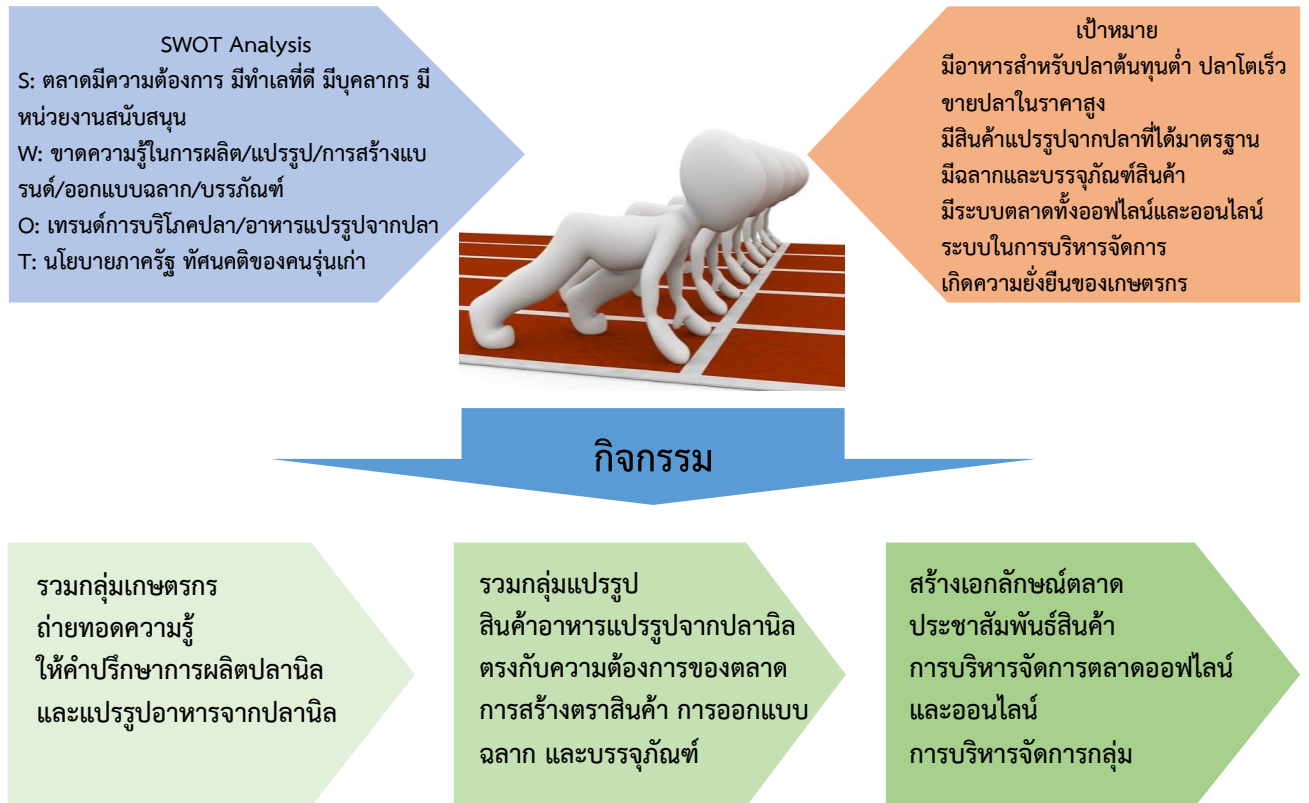 SWOT Analysis
S: ตลาดมีความต้องการ มีทำเลที่ดี มีบุคลากร มี
หน่วยงานสนับสนุน
W: ขาดความรู้ในการผลิต/แปรรูป/การสร้างแบ
รนด์/ออกแบบฉลาก/บรรภัณฑ์
O: เทรนด์การบริโภคปลา/อาหารแปรรูปจากปลา
T: นโยบายภาครัฐ ทัศนคติของคนรุ่นเก่า
เป้าหมาย
มีอาหารสำหรับปลาต้นทุนต่ำ ปลาโตเร็ว
ขายปลาในราคาสูง
มีสินค้าแปรรูปจากปลาที่ได้มาตรฐาน
มีฉลากและบรรจุภัณฑ์สินค้า
มีระบบตลาดทั้งออฟไลน์และออนไลน์
ระบบในการบริหารจัดการ
เกิดความยั่งยืนของเกษตรกร
กิจกรรม
รวมกลุ่มเกษตรกร
ถ่ายทอดความรู้
ให้คำปรึกษาการผลิตปลานิล
และแปรรูปอาหารจากปลานิล
รวมกลุ่มแปรรูป
สินค้าอาหารแปรรูปจากปลานิล
ตรงกับความต้องการของตลาด
การสร้างตราสินค้า การออกแบบ
ฉลาก และบรรจุภัณฑ์
สร้างเอกลักษณ์ตลาด
ประชาสัมพันธ์สินค้า
การบริหารจัดการตลาดออฟไลน์
และออนไลน์
การบริหารจัดการกลุ่ม